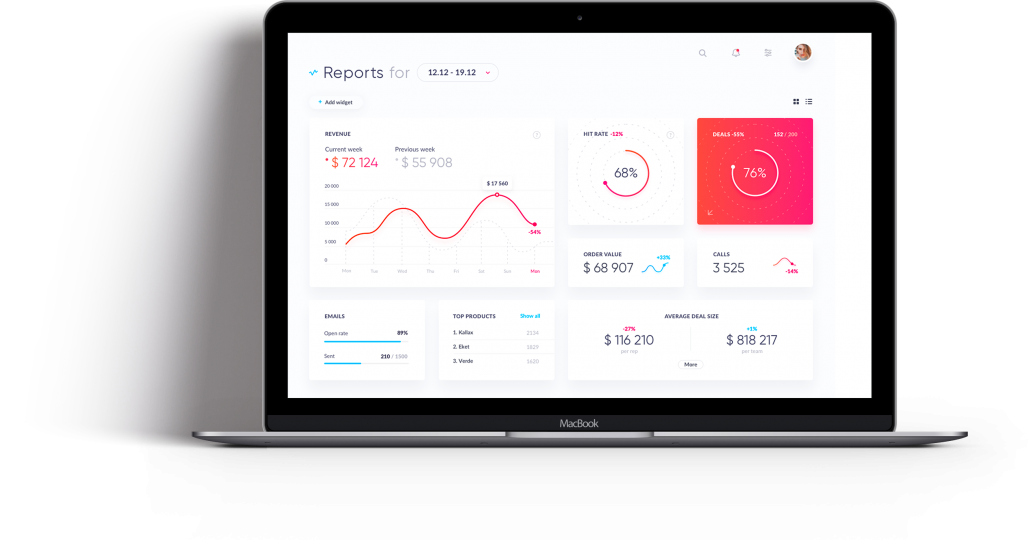 Reports for 12.12 - 19.12
+ Add widget
REVENUE
Current week
Previous week
$ 72 124
$ 55 908
20 000
15 000
10 000
5 000
0
$ 17 560
-54%
Mon Tue Wed Thu Fri Sat Sun Mon
HIT RATE -12%
68%
DEALS -55% 152 / 200
76%
ORDER VALUE
$ 68 907
+33%
CALLS
3 525
-14%
EMAILS
Open rate 89%
Sent 210 / 1500
TOP PRODUCTS Show all
1. Kallax 2134
2. Eket 1829
3. Vorde 1620
AVERAGE DEAL SIZE
-27%
$ 116 210
per rep
+1%
$ 818 217
per team
More
MacBook